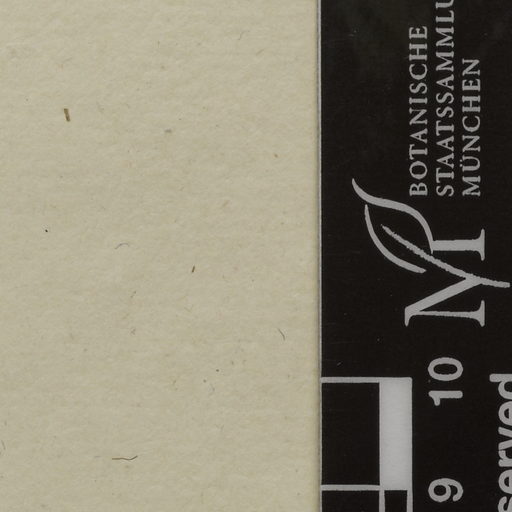 BOTANISCHE
STAATSSAMMLU
MÜNCHEN
10
9
served